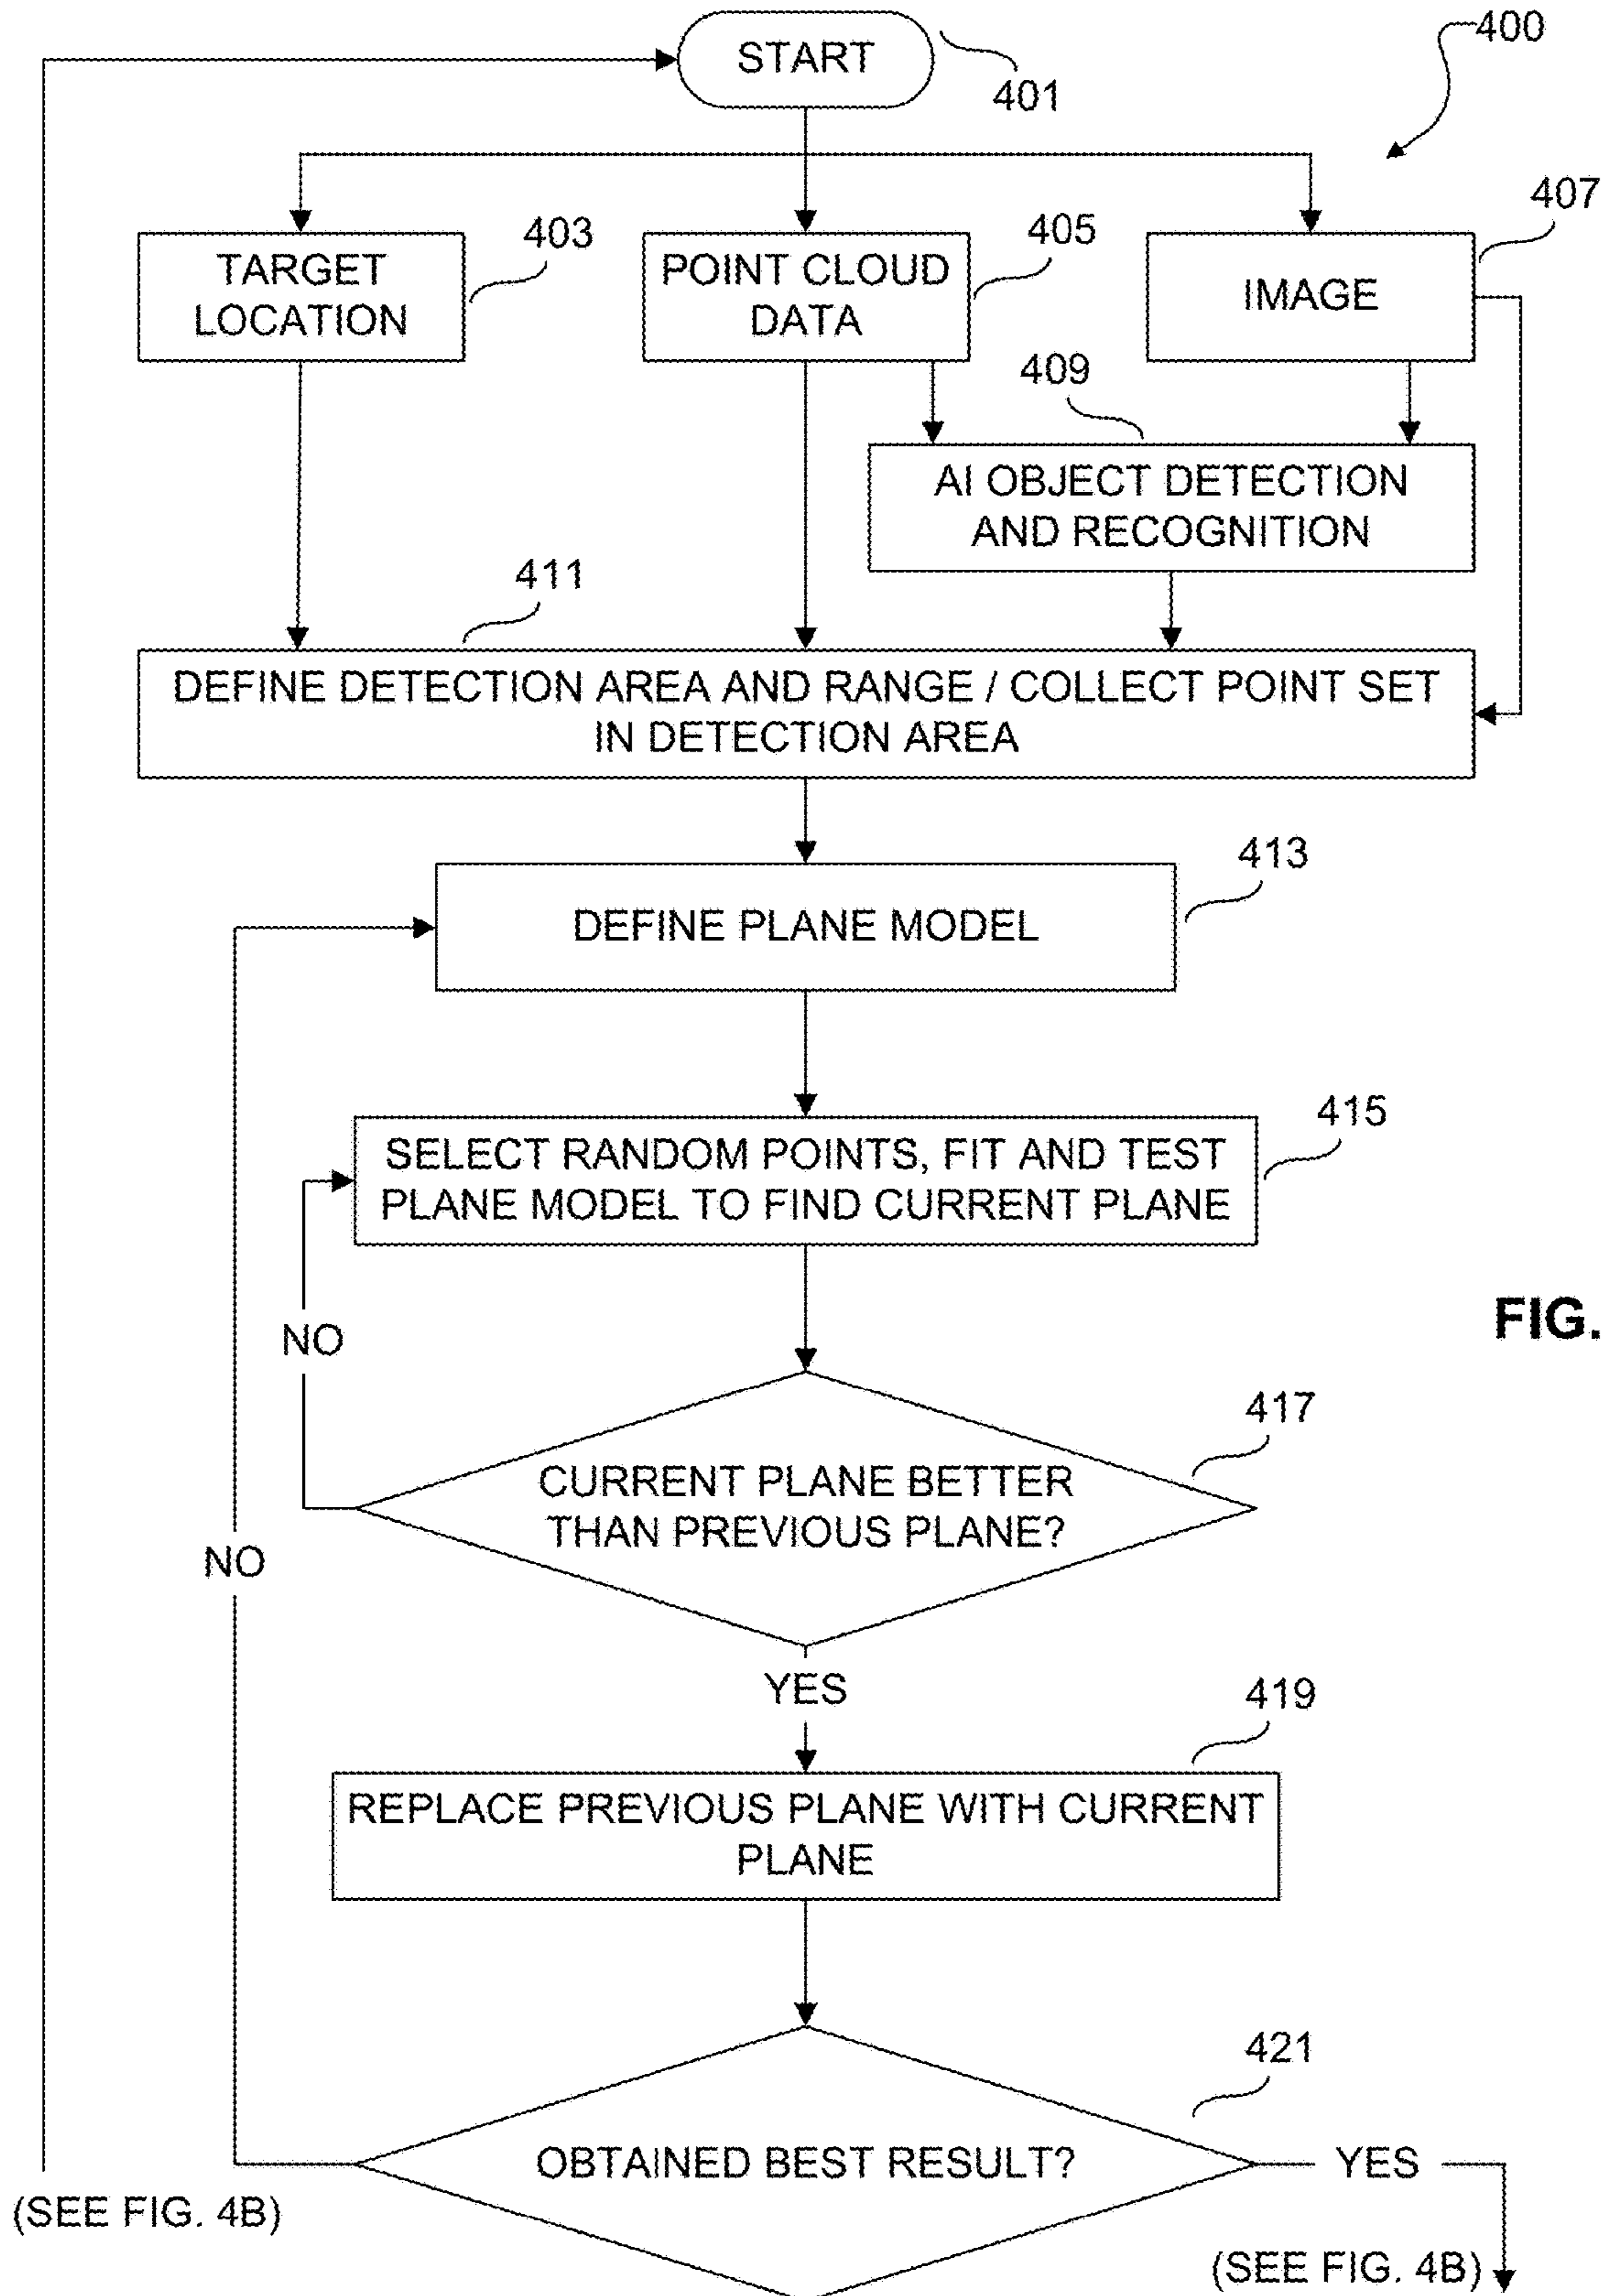 400
START
401
407
403
405
TARGET
LOCATION
POINT CLOUD
DATA
IMAGE
409
AI OBJECT DETECTION
AND RECOGNITION
411
DEFINE DETECTION AREA AND RANGE / COLLECT POINT SET
IN DETECTION AREA
413
DEFINE PLANE MODEL
415
SELECT RANDOM POINTS, FIT AND TEST
PLANE MODEL TO FIND CURRENT PLANE
FIG.
NO
417
CURRENT PLANE BETTER
THAN PREVIOUS PLANE?
NO
YES
419
REPLACE PREVIOUS PLANE WITH CURRENT
PLANE
421
OBTAINED BEST RESULT?
YES
(SEE FIG. 4B)
(SEE FIG. 4B)